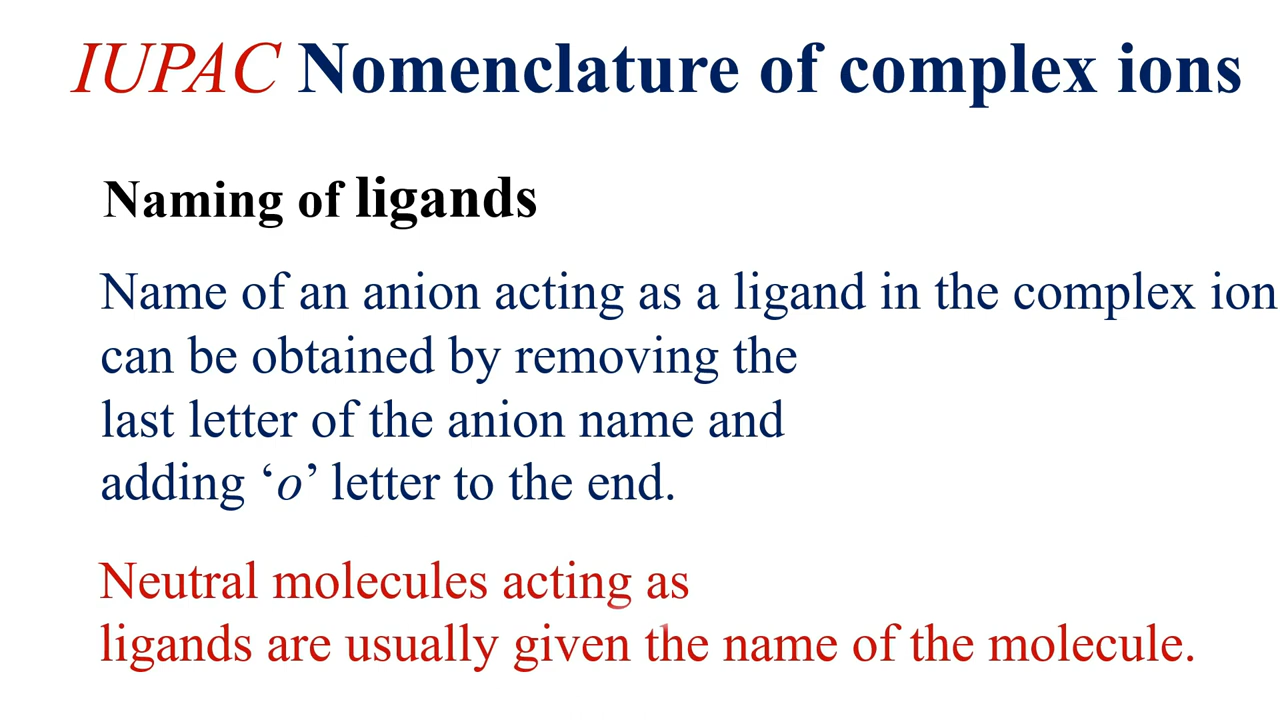 IUPAC Nomenclature of complex ions
Naming of ligands
Name of an anion acting as a ligand in the complex ion
can be obtained by removing the
last letter of the anion name and
adding ‘o’ letter to the end.
Neutral molecules acting as
ligands are usually given the name of the molecule.